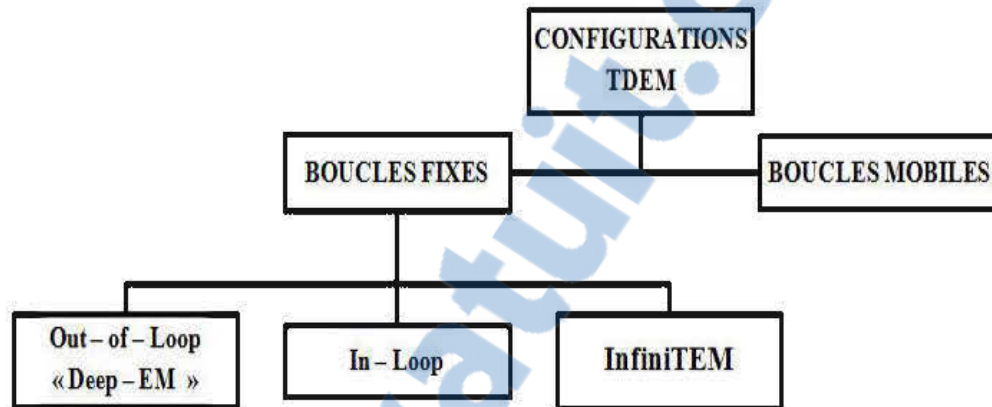 CONFIGURATIONS
TDEM
BOUCLES FIXES
BOUCLES MOBILES
Out – of – Loop
« Deep – EM »
In – Loop
InfiniTEM